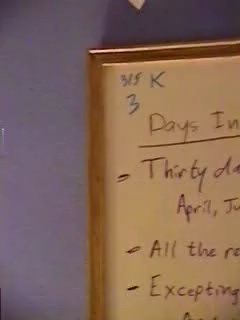 315 K
3
Days In
- Thirty da
April, Ju
- All the re
- Excepting